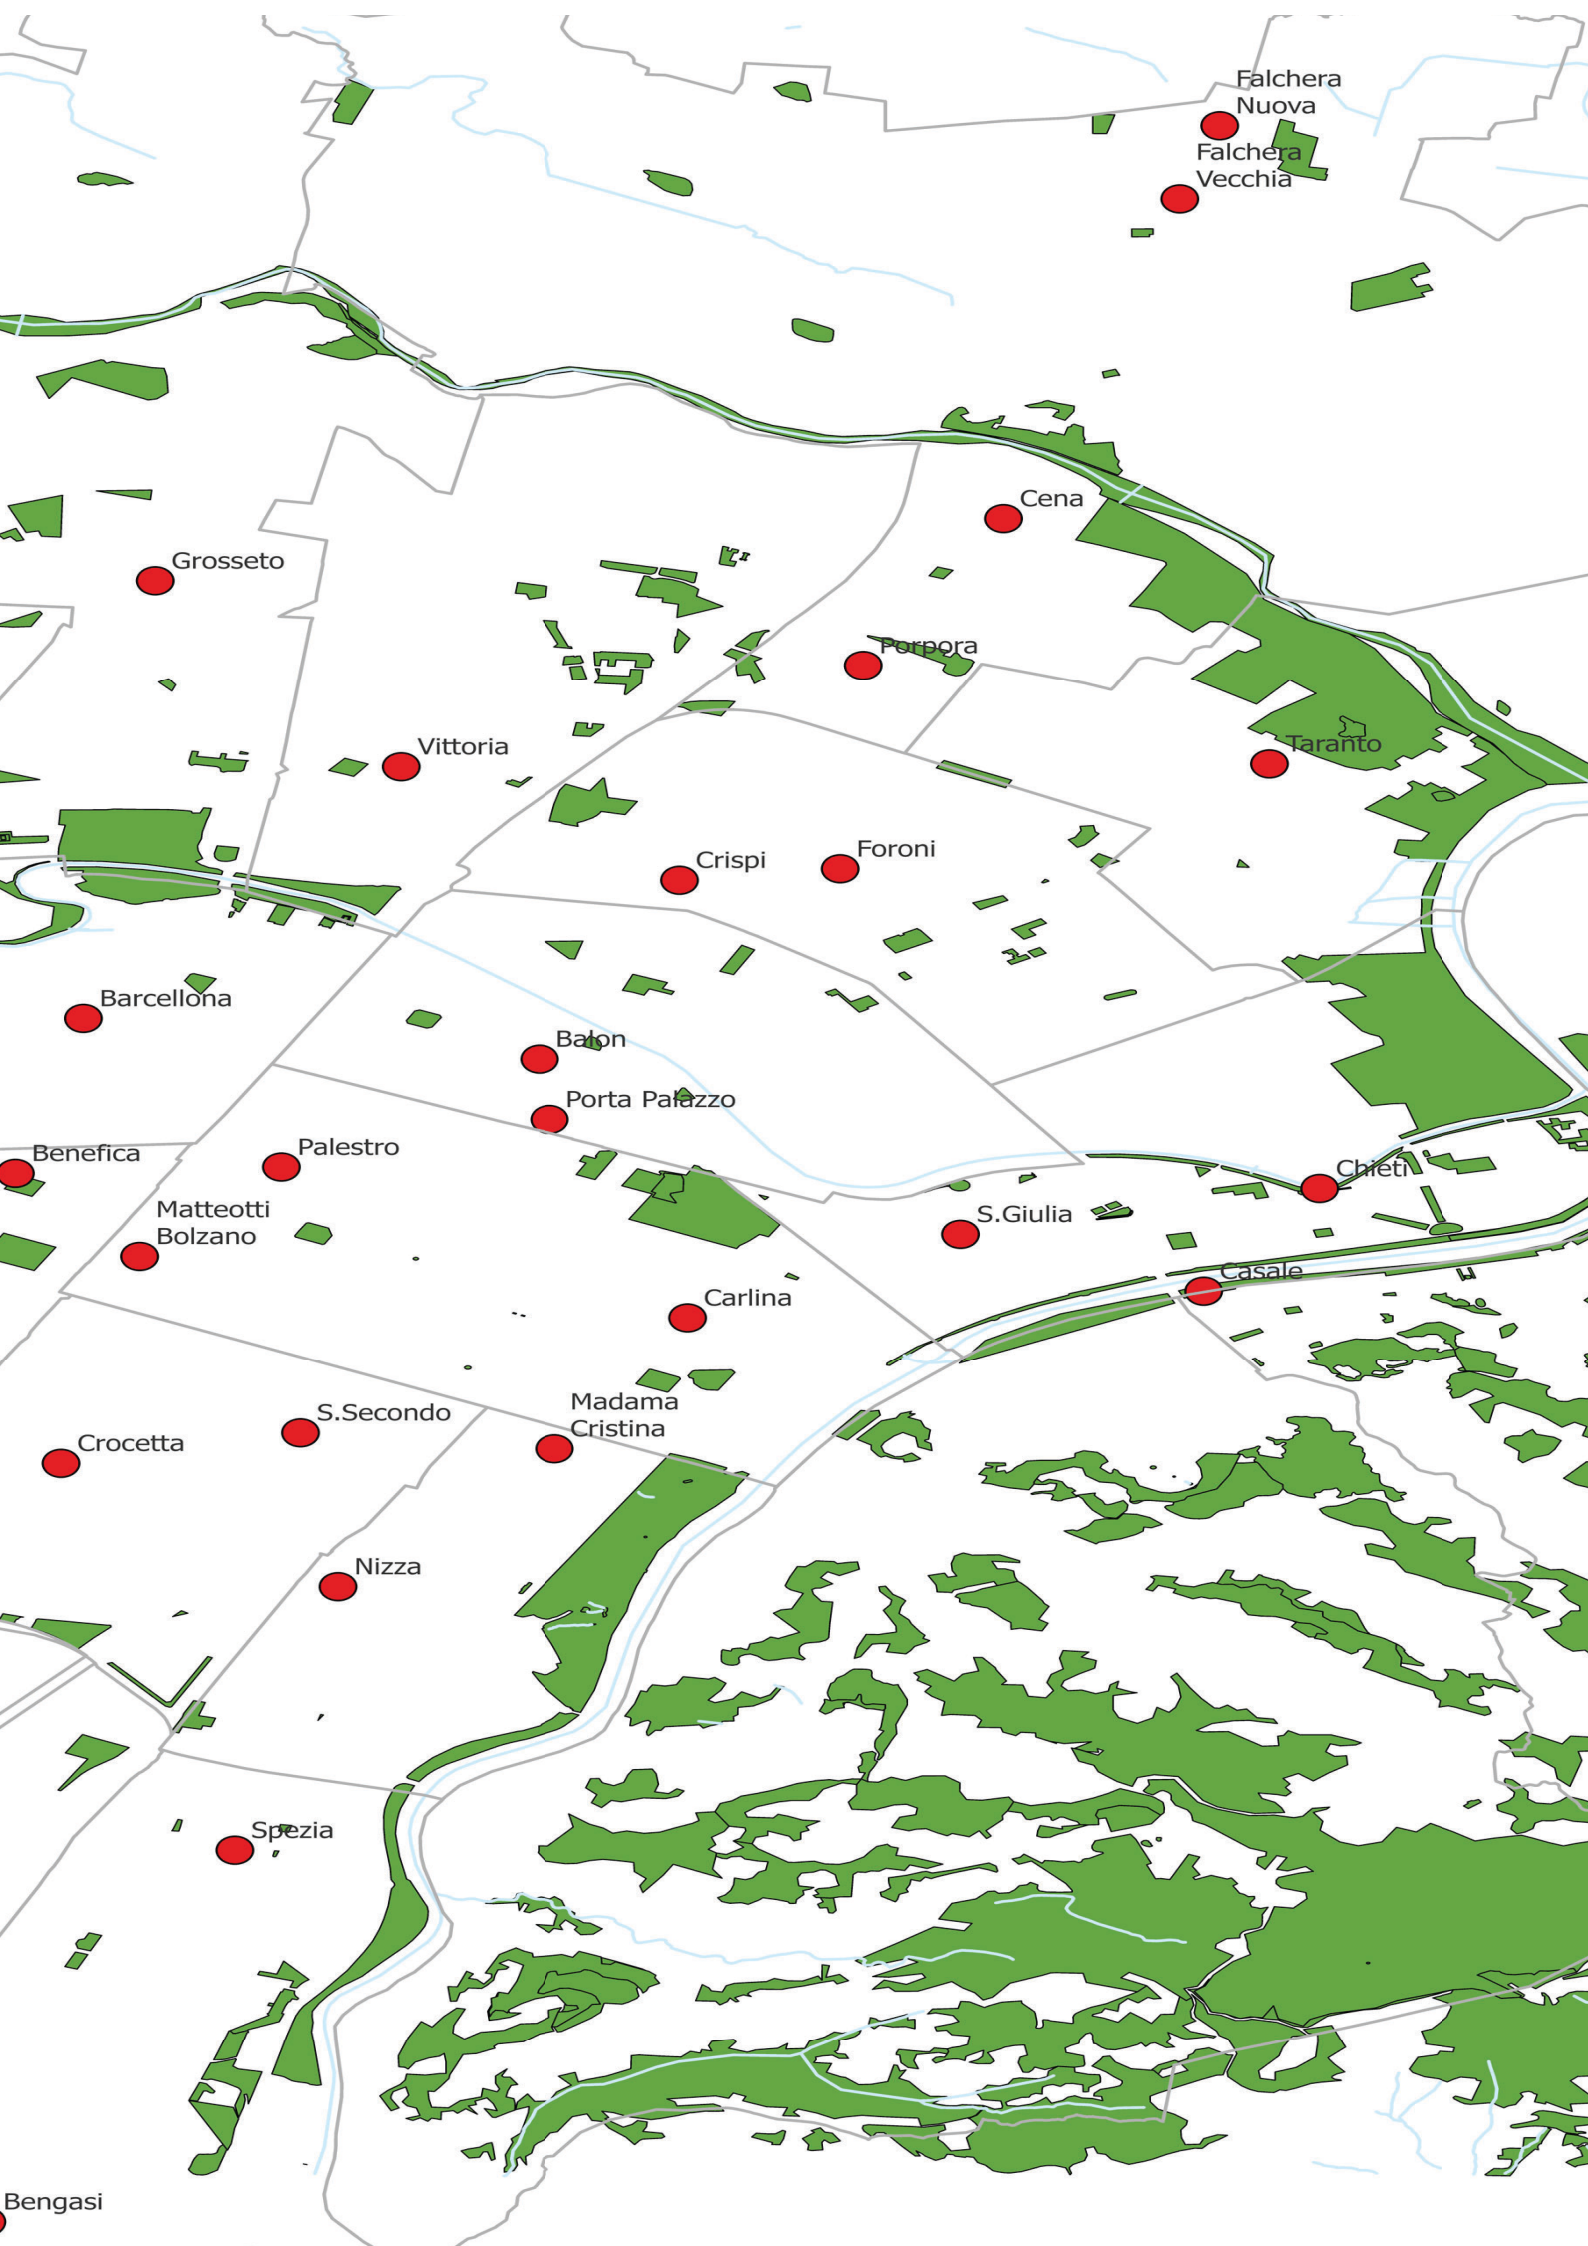 Falchera
Nuova
Falchera
Vecchia
Cena
Grosseto
Porpora
Vittoria
Taranto
Crispi
Foroni
Barcellona
Balon
Porta Palazzo
Benefica
Palestro
Chieti
Matteotti
Bolzano
S.Giulia
Casale
Carlina
Madama
Cristina
S.Secondo
Crocetta
Nizza
Spezia
Bengasi